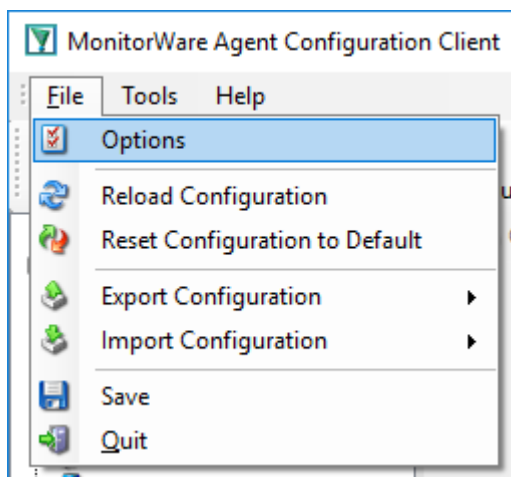 MonitorWare Agent Configuration Client
File Tools Help
Options
Reload Configuration
Reset Configuration to Default
Export Configuration
Import Configuration
Save
Quit